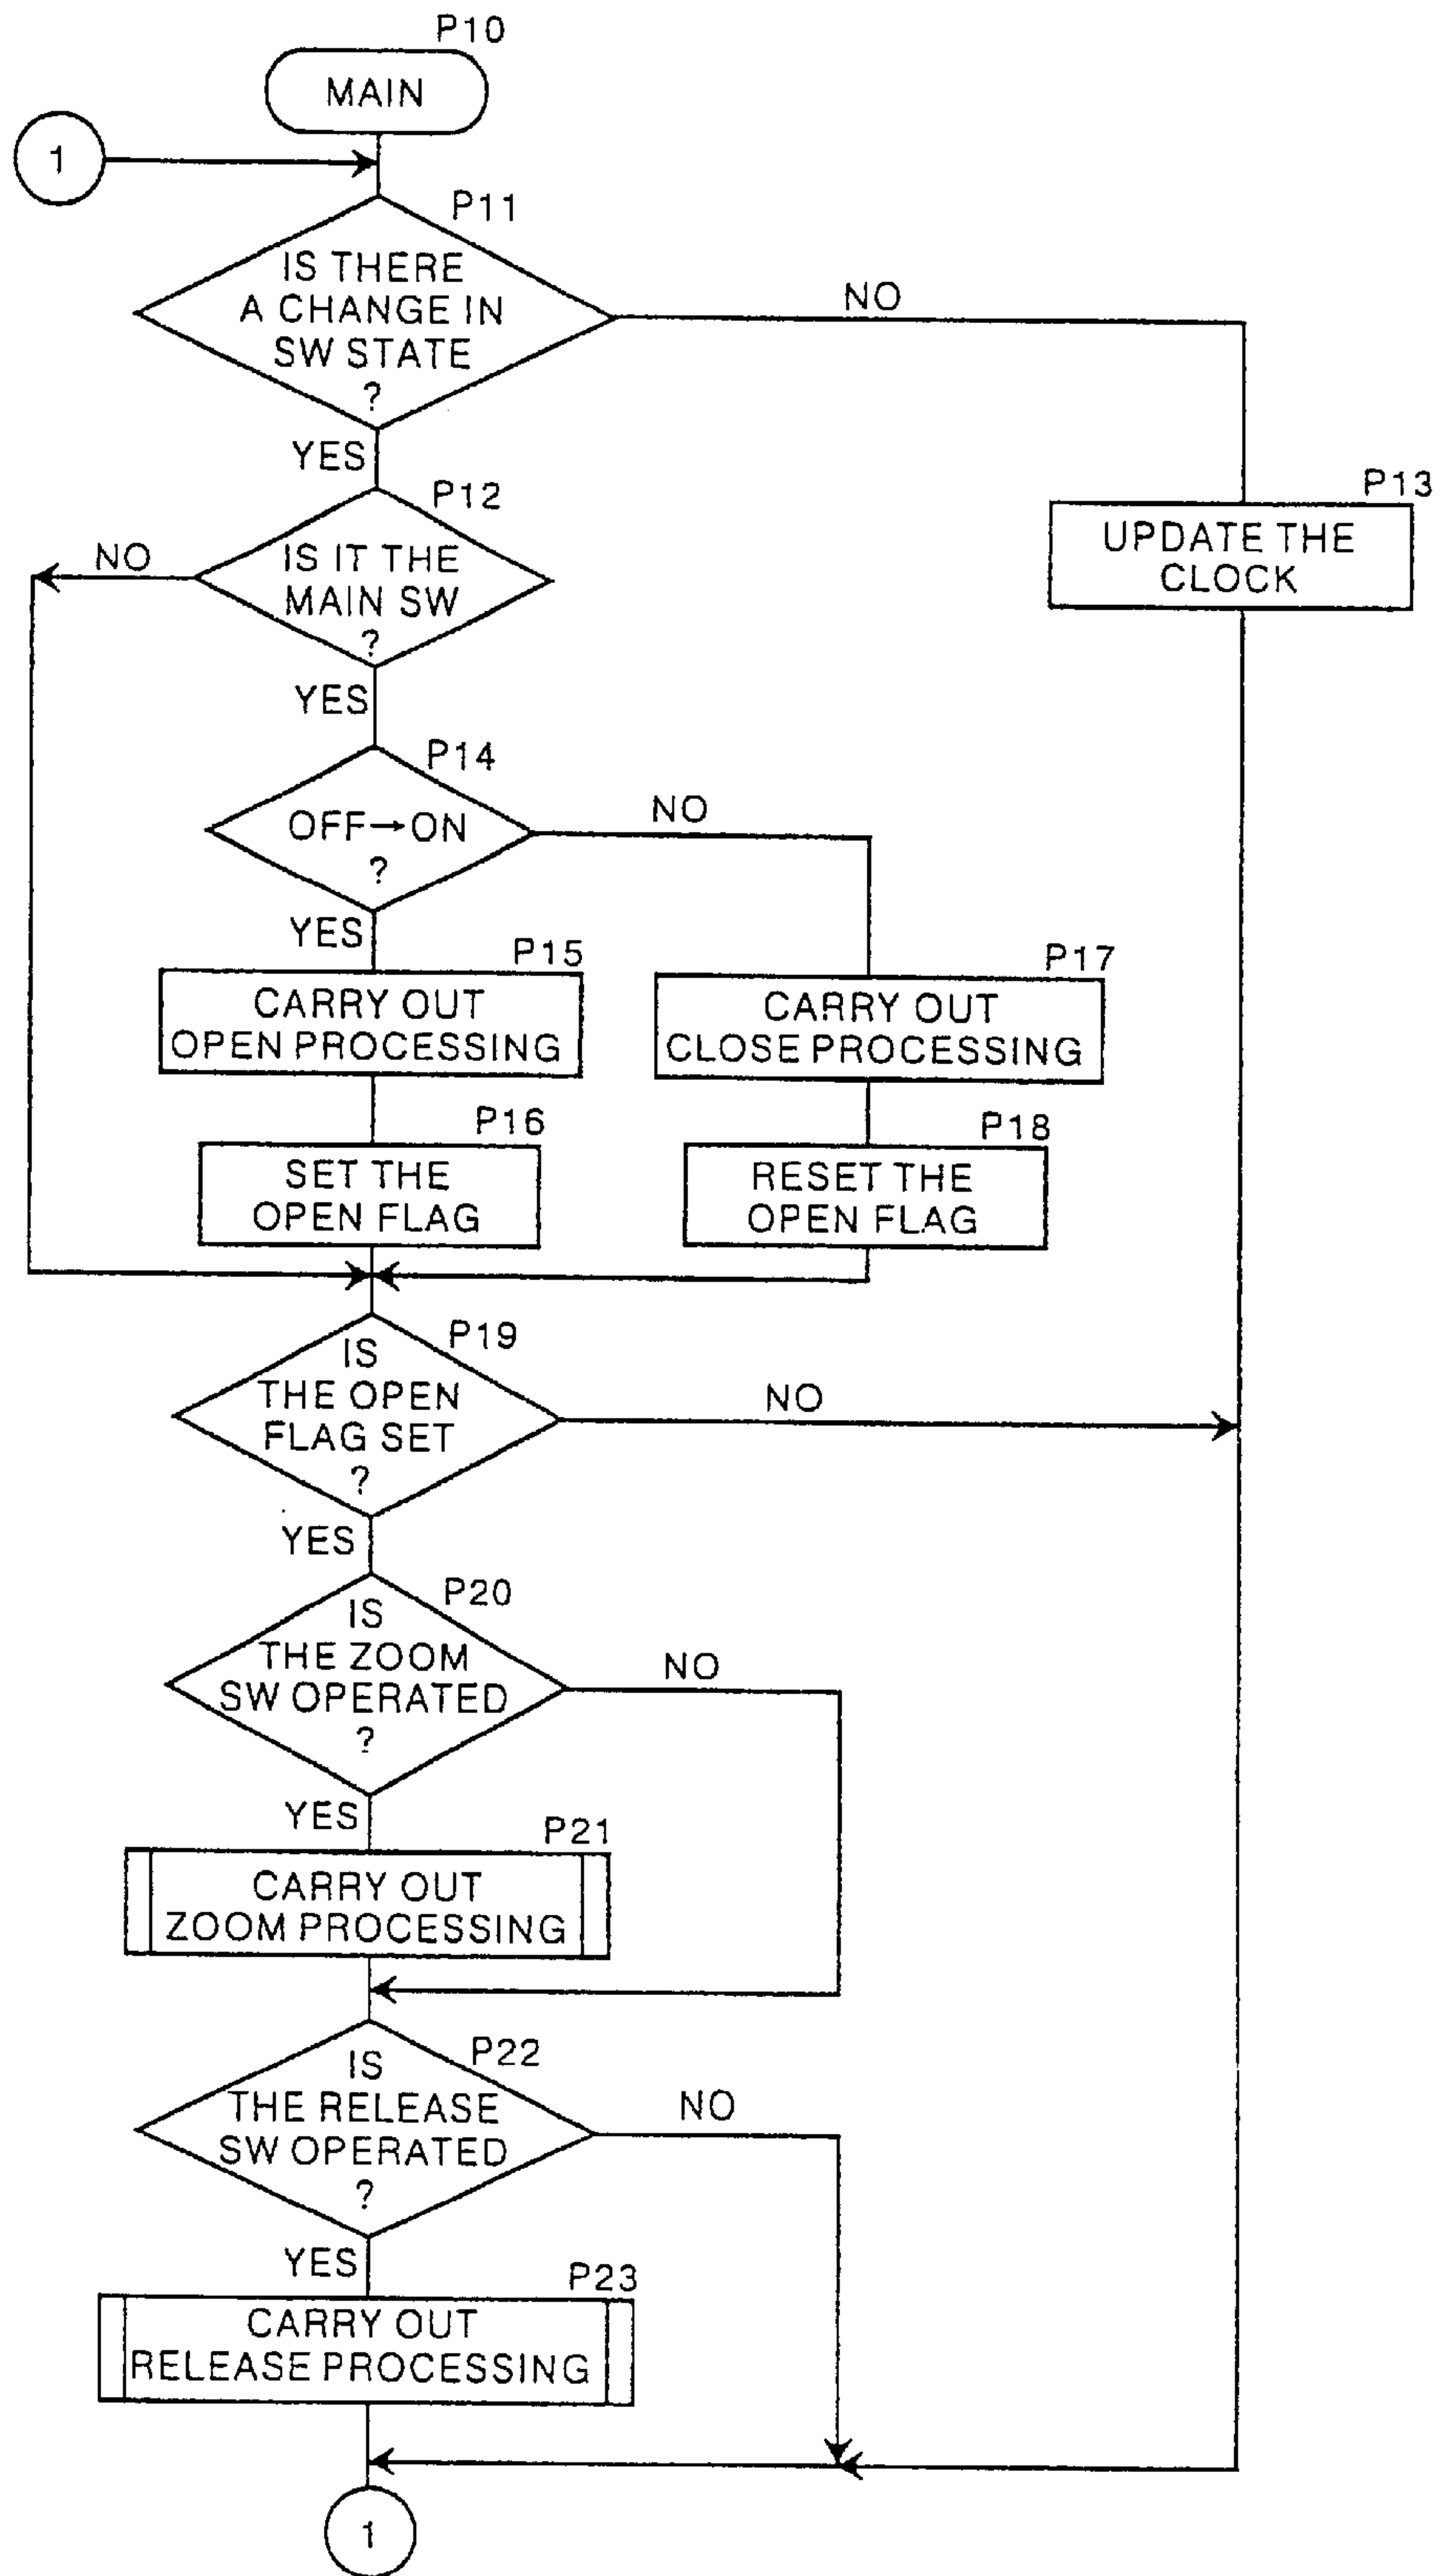 P10
MAIN
1
P11
IS THERE
A CHANGE IN
SW STATE
?
NO
YES
P12
IS IT THE
MAIN SW
?
NO
P13
UPDATE THE
CLOCK
YES
P14
OFF→ON
?
NO
YES
P15
CARRY OUT
OPEN PROCESSING
P17
CARRY OUT
CLOSE PROCESSING
P16
SET THE
OPEN FLAG
P18
RESET THE
OPEN FLAG
P19
IS
THE OPEN
FLAG SET
?
NO
YES
P20
IS
THE ZOOM
SW OPERATED
?
NO
YES
P21
CARRY OUT
ZOOM PROCESSING
P22
IS
THE RELEASE
SW OPERATED
?
NO
YES
P23
CARRY OUT
RELEASE PROCESSING
1